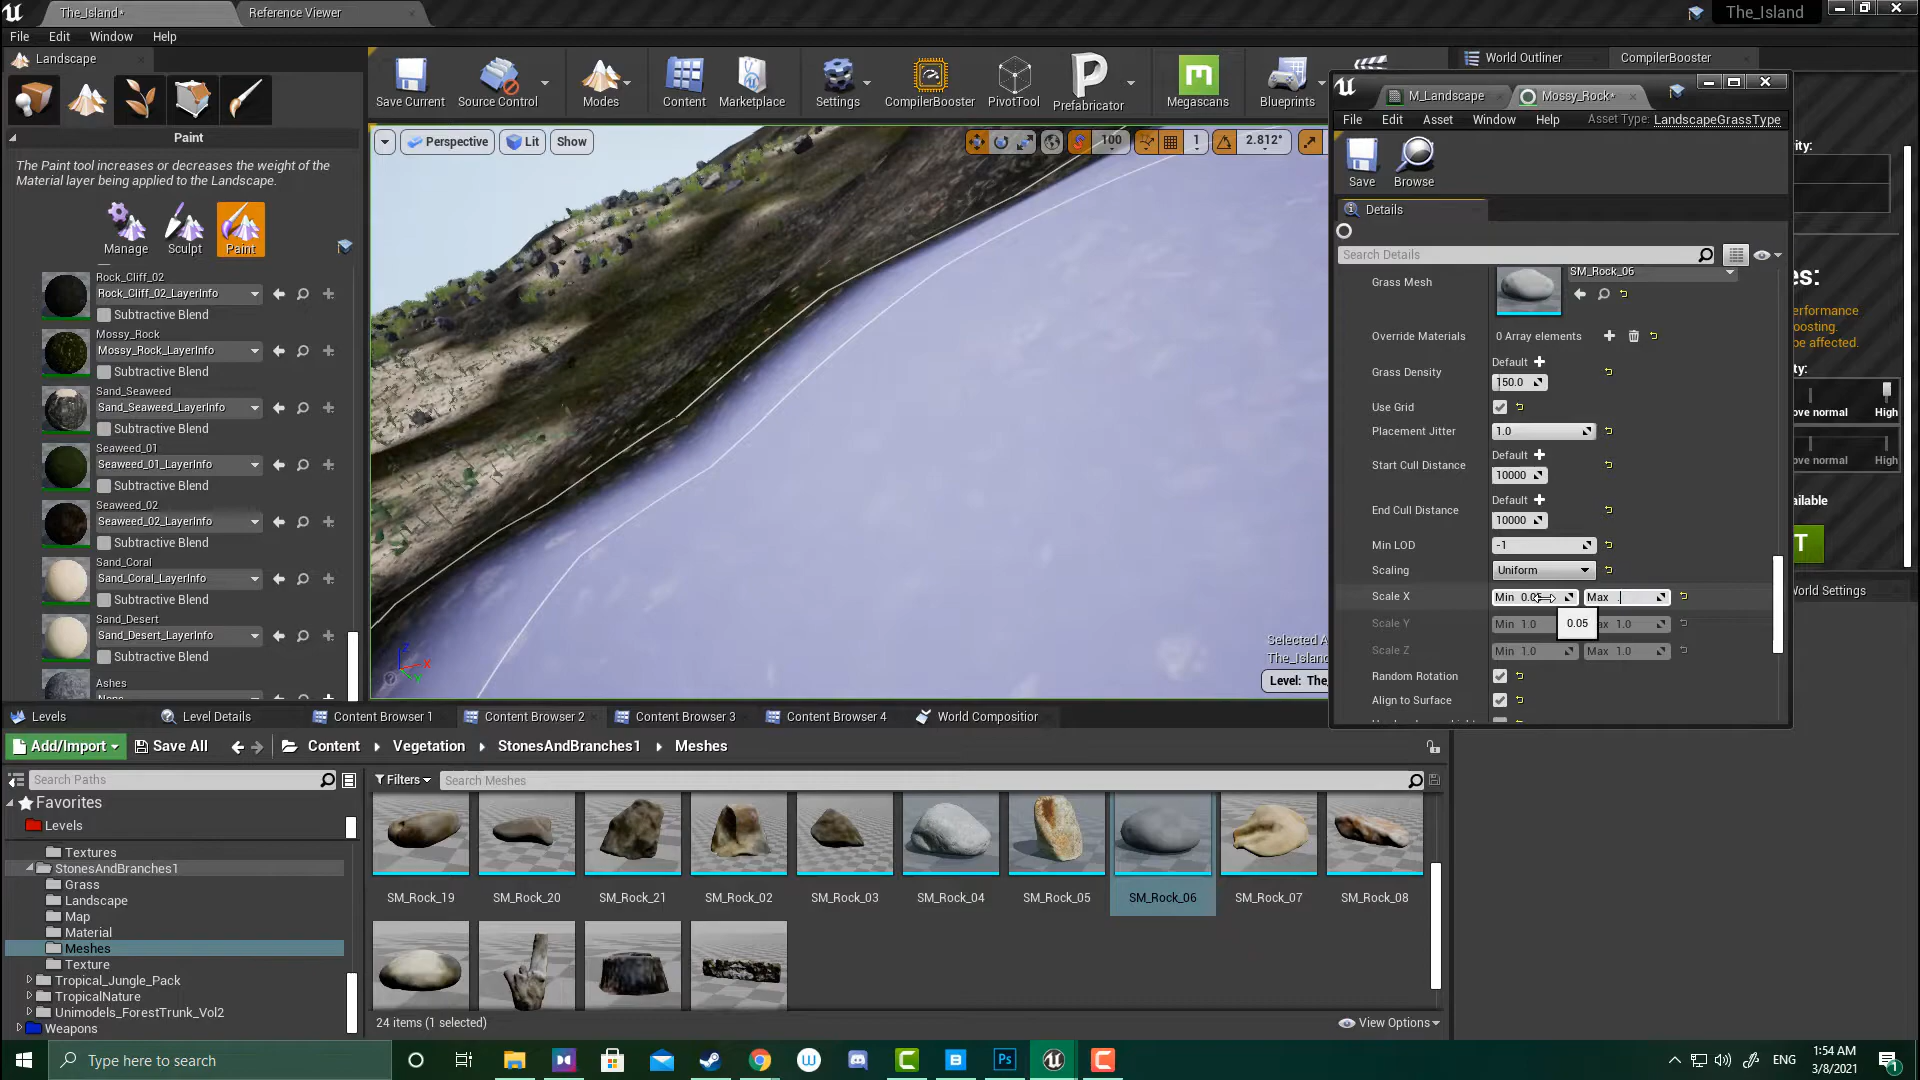 The_Island*
Reference Viewer
The_Island
File
Edit
Window
Help
Landscape
Save Current
Source Control
Modes
Content
Marketplace
Settings
CompilerBooster
PivotTool
Prefabricator
Megascans
Blueprints
World Outliner
CompilerBooster
Perspective
Lit
Show
100
1
2.812°
Paint
The Paint tool increases or decreases the weight of the
Material layer being applied to the Landscape.
Manage
Sculpt
Paint
Rock_Cliff_02
Rock_Cliff_02_LayerInfo
Subtractive Blend
Mossy_Rock
Mossy_Rock_LayerInfo
Subtractive Blend
Sand_Seaweed
Sand_Seaweed_LayerInfo
Subtractive Blend
Seaweed_01
Seaweed_01_LayerInfo
Subtractive Blend
Seaweed_02
Seaweed_02_LayerInfo
Subtractive Blend
Sand_Coral
Sand_Coral_LayerInfo
Subtractive Blend
Sand_Desert
Sand_Desert_LayerInfo
Subtractive Blend
Ashes
X
Selected A
The_Island
Level: The_
M_Landscape
Mossy_Rock*
File
Edit
Asset
Window
Help
Asset Type: LandscapeGrassType
Save
Browse
Details
Search Details
Grass Mesh
SM_Rock_06
Override Materials
0 Array elements
Grass Density
Default
150.0
Use Grid
Placement Jitter
1.0
Start Cull Distance
Default
10000
End Cull Distance
Default
10000
Min LOD
-1
Scaling
Uniform
Scale X
Min
Max .
0.05
Scale Y
Min 1.0
1.0
Scale Z
Min 1.0
Max 1.0
Random Rotation
Align to Surface
es:
performance
oosting.
be affected.
ove normal
High
ove normal
High
vailable
T
World Settings
Levels
Level Details
Content Browser 1
Content Browser 2
Content Browser 3
Content Browser 4
World Composition
Add/Import
Save All
Content
Vegetation
StonesAndBranches1
Meshes
Search Paths
Filters
Search Meshes
Favorites
Levels
Textures
StonesAndBranches1
Grass
Landscape
Map
Material
Meshes
Texture
Tropical_Jungle_Pack
TropicalNature
Unimodels_ForestTrunk_Vol2
Weapons
SM_Rock_19
SM_Rock_20
SM_Rock_21
SM_Rock_02
SM_Rock_03
SM_Rock_04
SM_Rock_05
SM_Rock_06
SM_Rock_07
SM_Rock_08
24 items (1 selected)
View Options
Type here to search
Ps
ENG
1:54 AM
3/8/2021
1